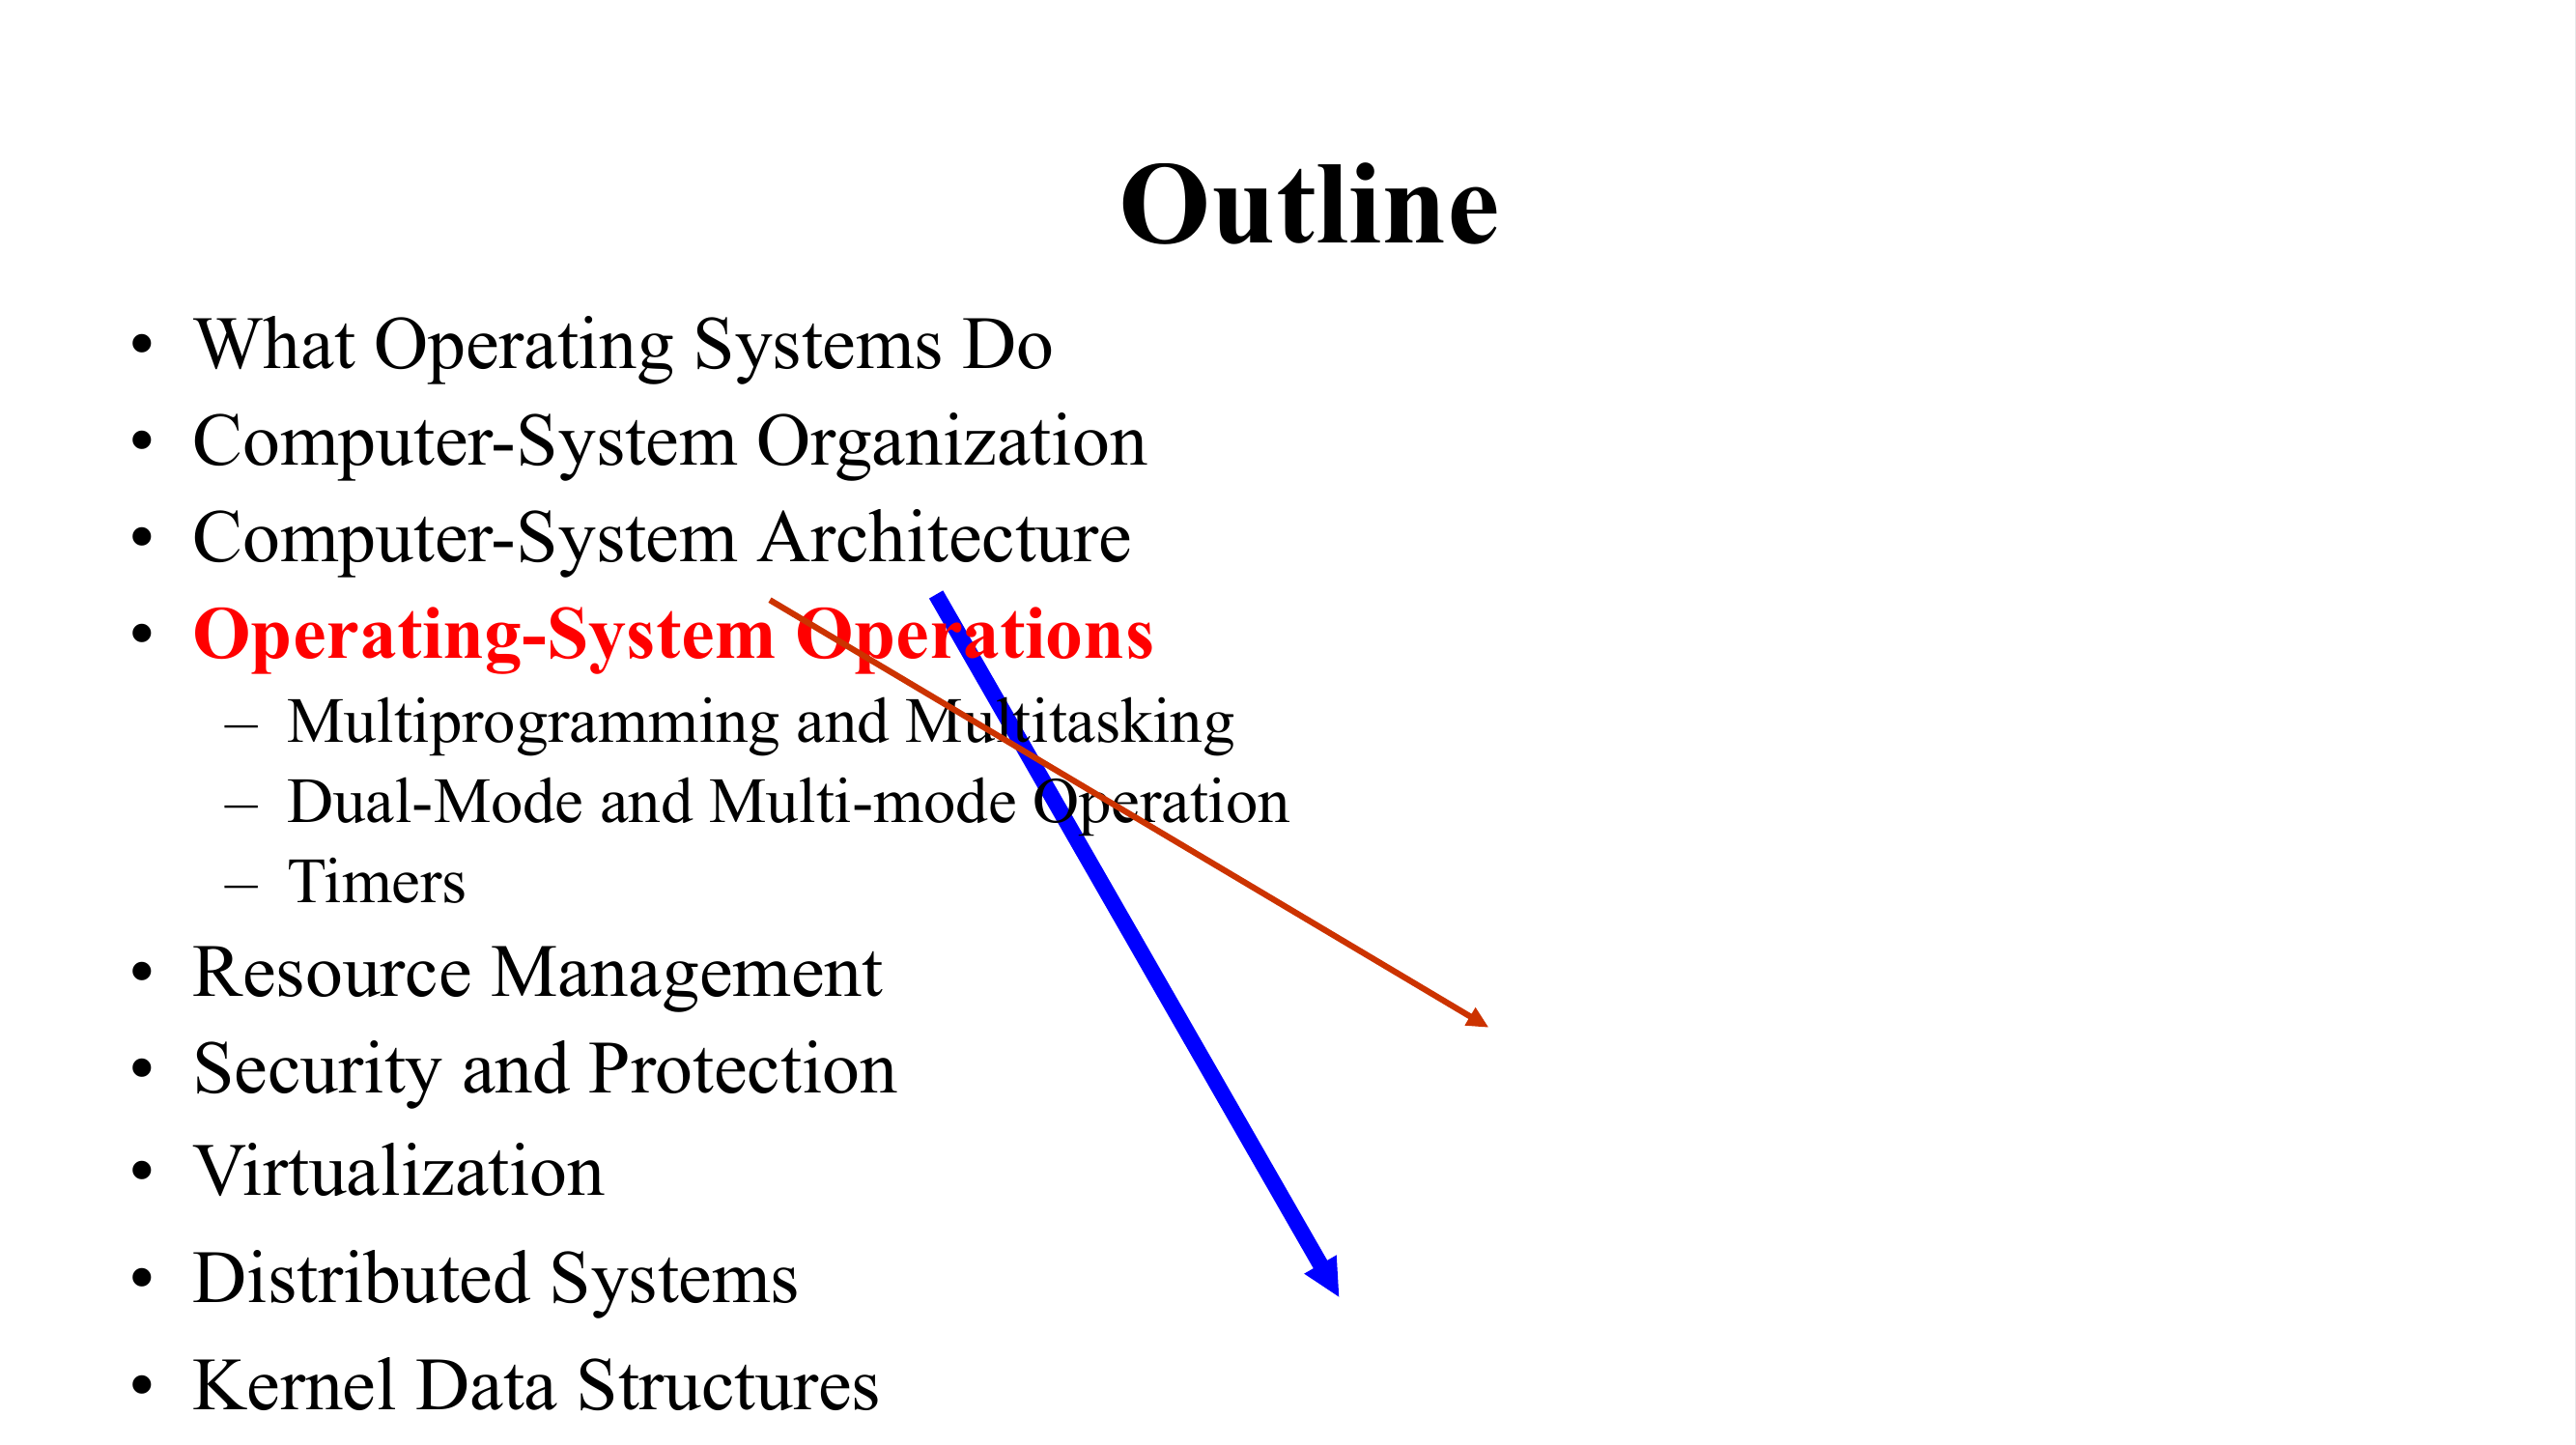 Outline
• What Operating Systems Do
• Computer-System Organization
• Computer-System Architecture
• Operating-System Operations
– Multiprogramming and Multitasking
– Dual-Mode and Multi-mode Operation
– Timers
• Resource Management
• Security and Protection
• Virtualization
• Distributed Systems
• Kernel Data Structures